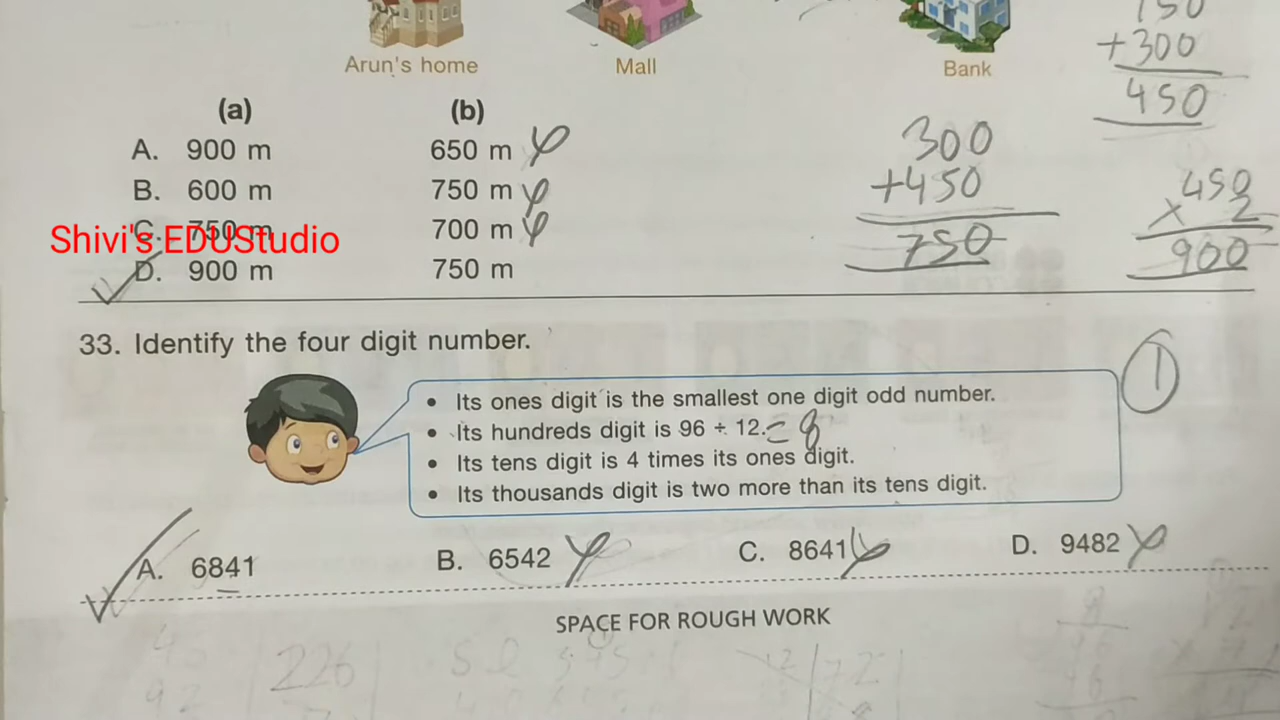 150
+300
450
Arun's home
Mall
Bank
(a) (b)
A. 900 m 650 m
B. 600 m 750 m
C. 750 m 700 m
D. 900 m 750 m
Shivi's EDUStudio
300
+450
750
450
× 2
900
33. Identify the four digit number.
1
• Its ones digit is the smallest one digit odd number.
• Its hundreds digit is 96 ÷ 12. = 8
• Its tens digit is 4 times its ones digit.
• Its thousands digit is two more than its tens digit.
A. 6841 B. 6542 C. 8641 D. 9482
SPACE FOR ROUGH WORK
226